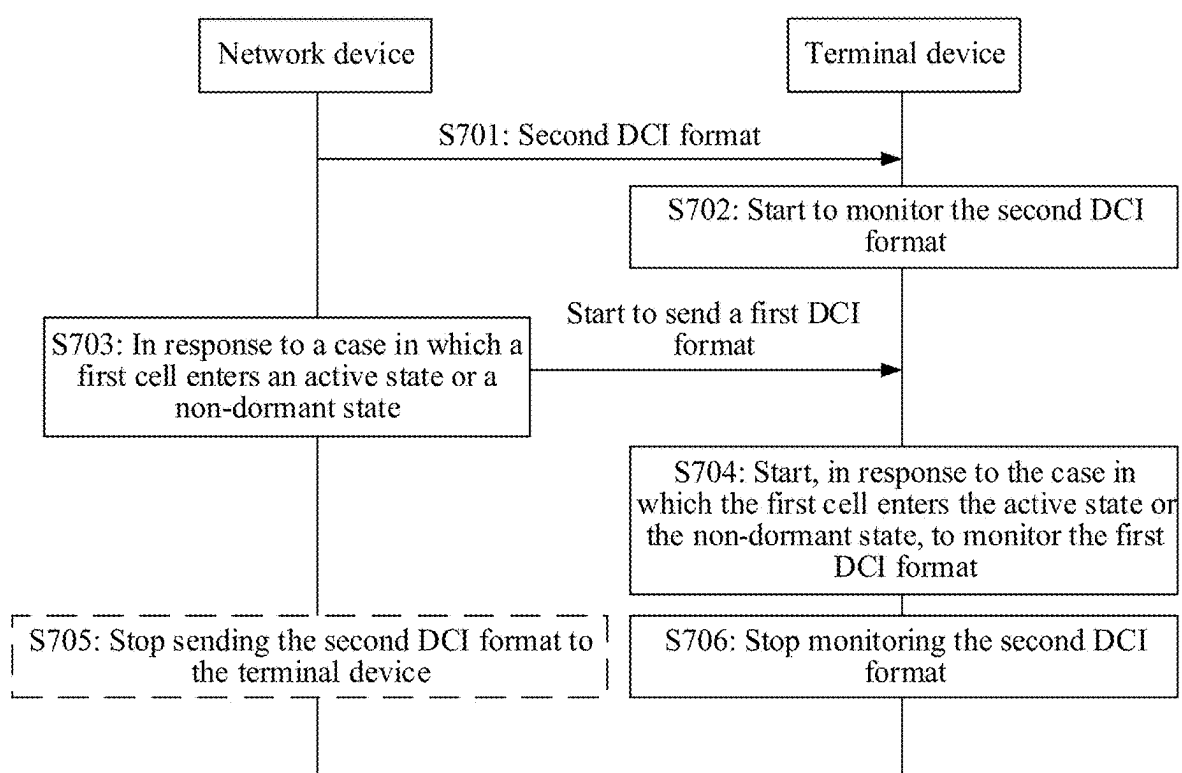 Network device
Terminal device
S701: Second DCI format
S702: Start to monitor the second DCI
format
Start to send a first DCI
format
S703: In response to a case in which a
first cell enters an active state or a
non-dormant state
S704: Start, in response to the case in
which the first cell enters the active state or
the non-dormant state, to monitor the first
DCI format
S705: Stop sending the second DCI format to
the terminal device
S706: Stop monitoring the second DCI
format